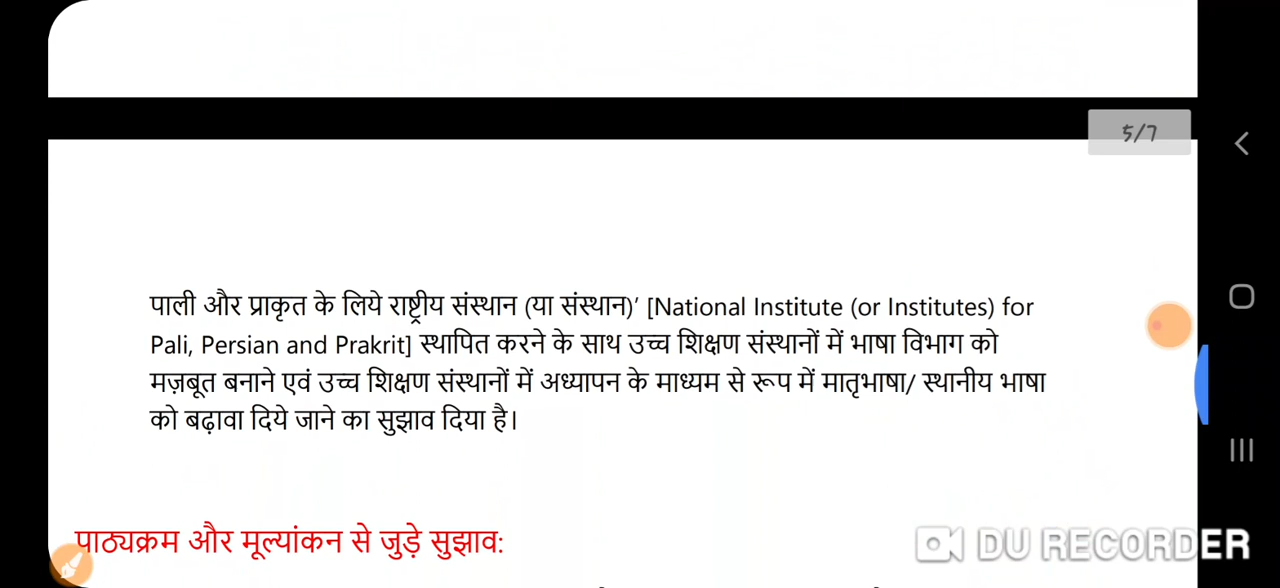 5/7
पाली और प्राकृत के लिये राष्ट्रीय संस्थान (या संस्थान)’ [National Institute (or Institutes) for
Pali, Persian and Prakrit] स्थापित करने के साथ उच्च शिक्षण संस्थानों में भाषा विभाग को
मज़बूत बनाने एवं उच्च शिक्षण संस्थानों में अध्यापन के माध्यम से रूप में मातृभाषा/ स्थानीय भाषा
को बढ़ावा दिये जाने का सुझाव दिया है।
पाठ्यक्रम और मूल्यांकन से जुड़े सुझाव:
DU RECORDER